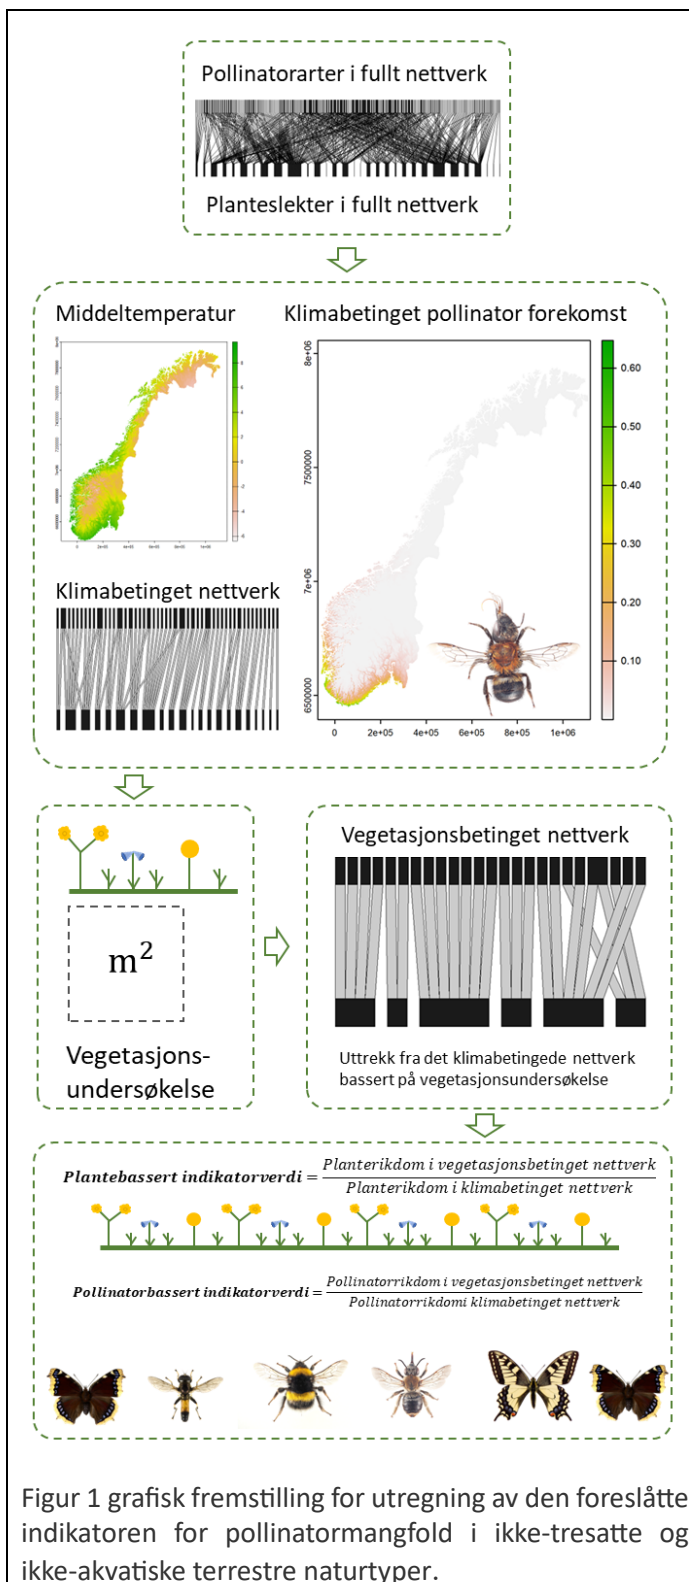 Pollinatorarter i fullt nettverk
Planteslekter i fullt nettverk
Middeltemperatur
Klimabetinget pollinator forekomst
8e+06
7500000
7e+06
6500000
0 2e+05 4e+05 6e+05 8e+05 1e+06
0.60
0.50
0.40
0.30
0.20
0.10
Klimabetinget nettverk
m²
Vegetasjons-
undersøkelse
Vegetasjonsbetinget nettverk
Uttrekk fra det klimabetingede nettverk
bassert på vegetasjonsundersøkelse
Plantebassert indikatorverdi = Planterikdom i vegetasjonsbetinget nettverk
Planterikdom i klimabetinget nettverk
Pollinatorbassert indikatorverdi = Pollinatorrikdom i vegetasjonsbetinget nettverk
Pollinatorrikdomi klimabetinget nettverk
Figur 1 grafisk fremstilling for utregning av den foreslåtte
indikatoren for pollinatormangfold i ikke-tresatte og
ikke-akvatiske terrestre naturtyper.